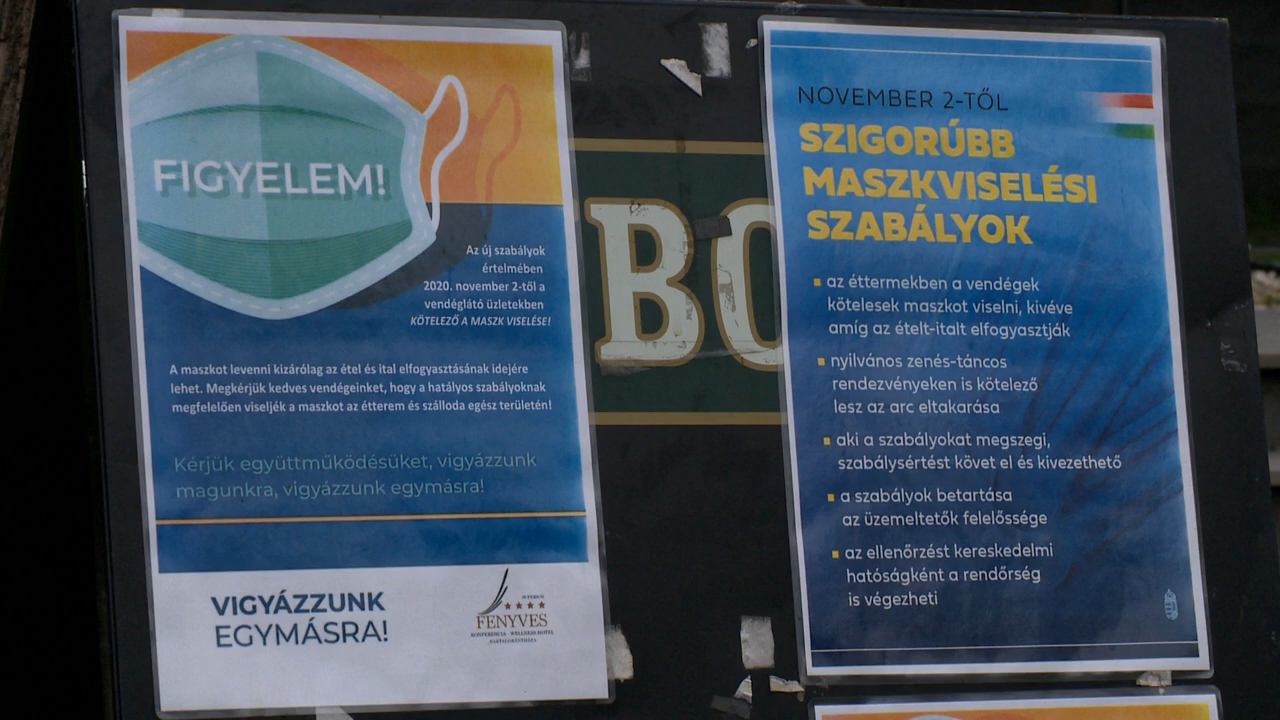 FIGYELEM!
Az új szabályok
értelmében
2020. november 2-től a
vendéglátó üzletekben
KÖTELEZŐ A MASZK VISELÉSE!
A maszkot levenni kizárólag az étel és ital elfogyasztásának idejére
lehet. Megkérjük kedves vendégeinket, hogy a hatályos szabályoknak
megfelelően viseljék a maszkot az étterem és szálloda egész területén!
Kérjük együttműködésüket, vigyázzunk
magunkra, vigyázzunk egymásra!
VIGYÁZZUNK
EGYMÁSRA!
SUPERIOR
FENYVES
KONFERENCIA - WELLNESS HOTEL
BO
NOVEMBER 2-TŐL
SZIGORÚBB
MASZKVISELÉSI
SZABÁLYOK
az éttermekben a vendégek
kötelesek maszkot viselni, kivéve
amíg az ételt-italt elfogyasztják
nyilvános zenés-táncos
rendezvényeken is kötelező
lesz az arc eltakarása
aki a szabályokat megszegi,
szabálysértést követ el és kivezethető
a szabályok betartása
az üzemeltetők felelőssége
az ellenőrzést kereskedelmi
hatóságként a rendőrség
is végezheti